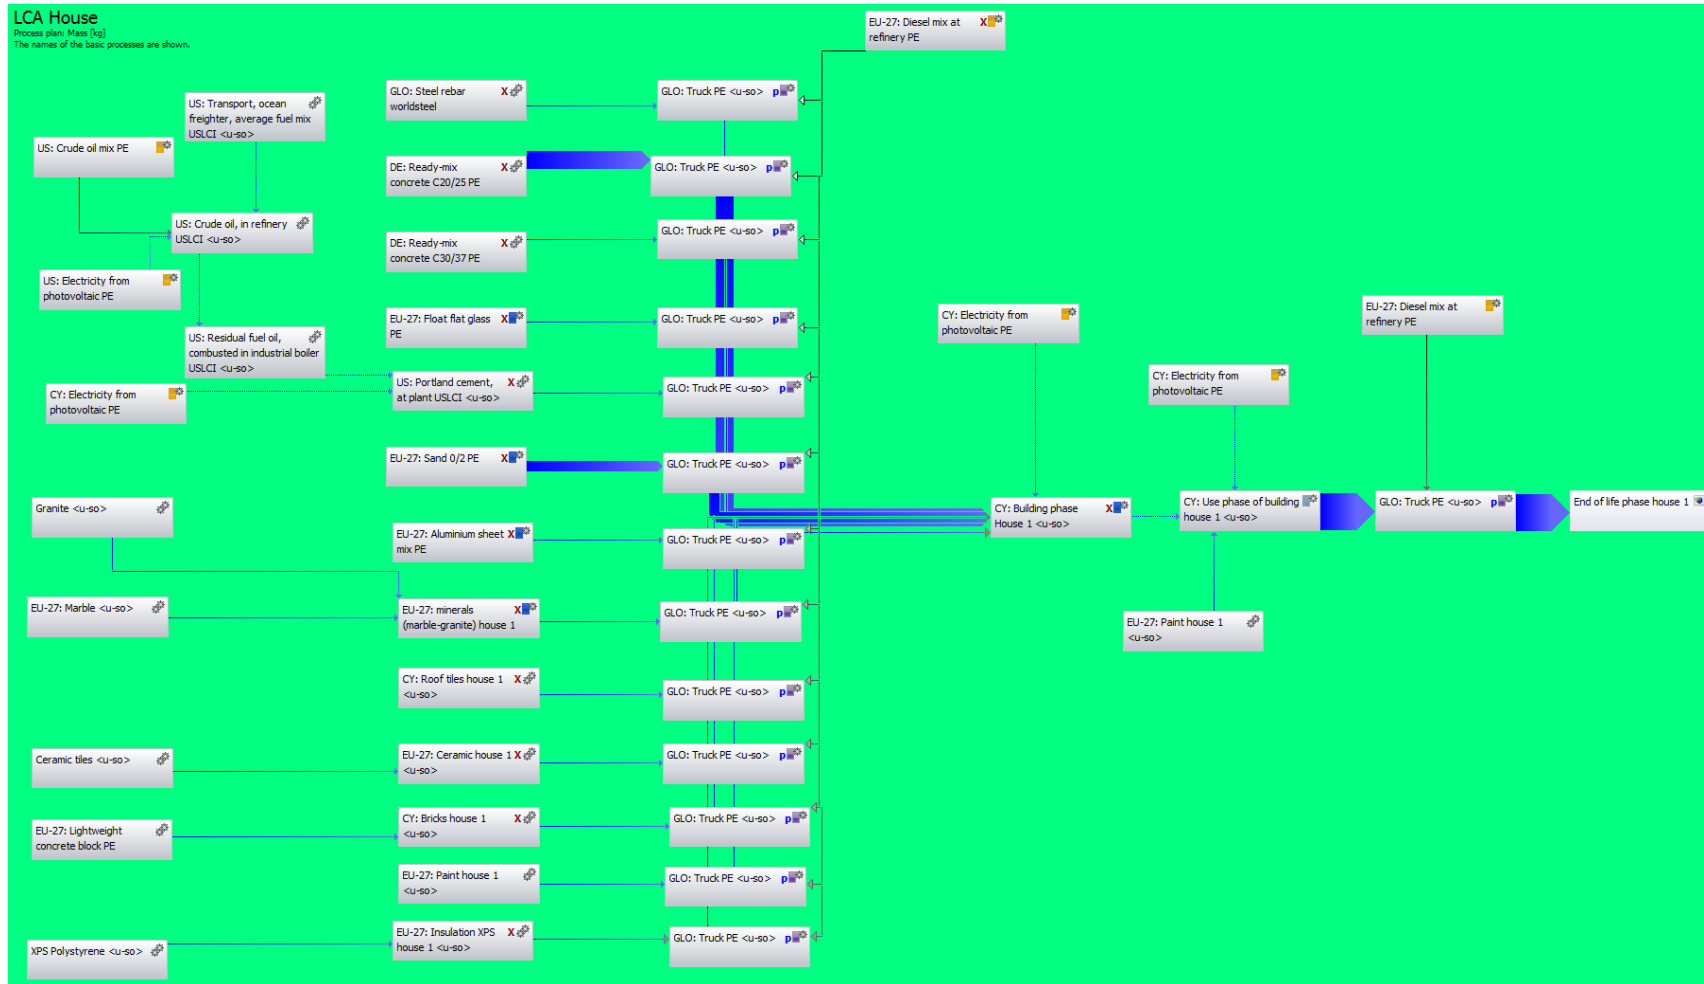 LCA House
Process plan: Mass [kg]
The names of the basic processes are shown.
EU-27: Diesel mix at
refinery PE
X
US: Transport, ocean
freighter, average fuel mix
USLCI <u-so>
US: Crude oil mix PE
US: Crude oil, in refinery
USLCI <u-so>
US: Electricity from
photovoltaic PE
US: Residual fuel oil,
combusted in industrial boiler
USLCI <u-so>
CY: Electricity from
photovoltaic PE
GLO: Steel rebar
worldsteel
X
GLO: Truck PE <u-so>
p
DE: Ready-mix
concrete C20/25 PE
X
GLO: Truck PE <u-so>
p
DE: Ready-mix
concrete C30/37 PE
X
GLO: Truck PE <u-so>
p
EU-27: Float flat glass
PE
X
GLO: Truck PE <u-so>
p
US: Portland cement,
at plant USLCI <u-so>
X
GLO: Truck PE <u-so>
p
EU-27: Sand 0/2 PE
X
GLO: Truck PE <u-so>
p
Granite <u-so>
EU-27: Aluminium sheet
mix PE
X
GLO: Truck PE <u-so>
p
EU-27: Marble <u-so>
EU-27: minerals
(marble-granite) house 1
X
GLO: Truck PE <u-so>
p
CY: Roof tiles house 1
<u-so>
X
GLO: Truck PE <u-so>
p
Ceramic tiles <u-so>
EU-27: Ceramic house 1
<u-so>
X
GLO: Truck PE <u-so>
p
EU-27: Lightweight
concrete block PE
CY: Bricks house 1
<u-so>
X
GLO: Truck PE <u-so>
p
EU-27: Paint house 1
<u-so>
GLO: Truck PE <u-so>
p
XPS Polystyrene <u-so>
EU-27: Insulation XPS
house 1 <u-so>
X
GLO: Truck PE <u-so>
p
CY: Electricity from
photovoltaic PE
CY: Building phase
House 1 <u-so>
X
CY: Electricity from
photovoltaic PE
CY: Use phase of building
house 1 <u-so>
EU-27: Paint house 1
<u-so>
EU-27: Diesel mix at
refinery PE
GLO: Truck PE <u-so>
p
End of life phase house 1